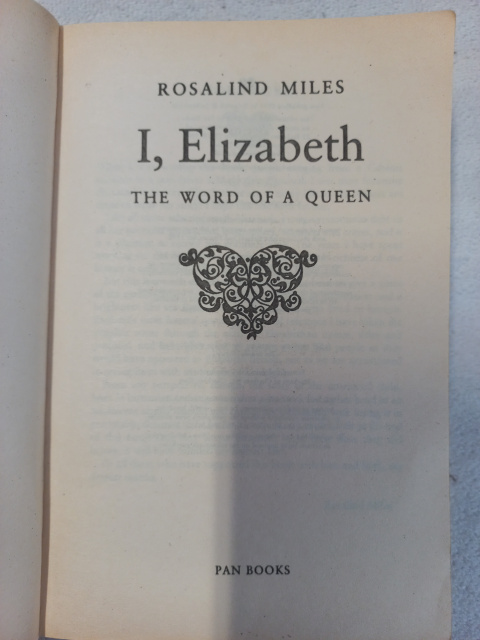 ROSALIND MILES
I, Elizabeth
THE WORD OF A QUEEN
PAN BOOKS